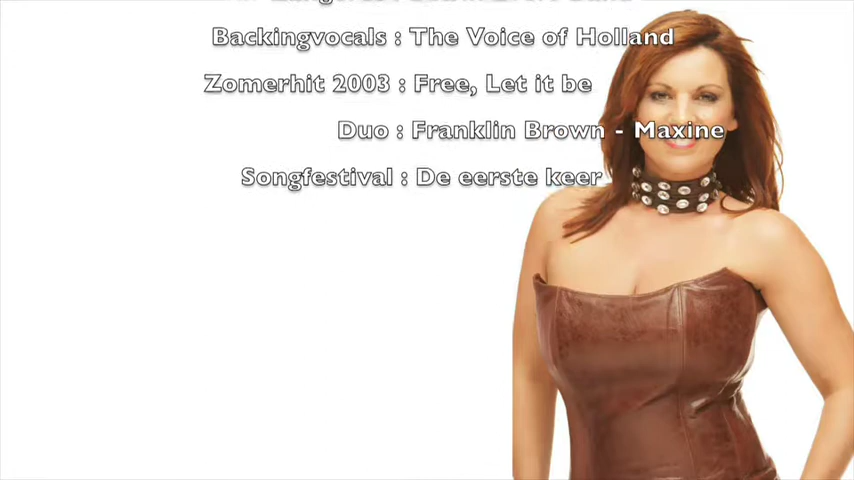 Backingvocals : The Voice of Holland
Zomerhit 2003 : Free, Let it be
Duo : Franklin Brown - Maxine
Songfestival : De eerste keer